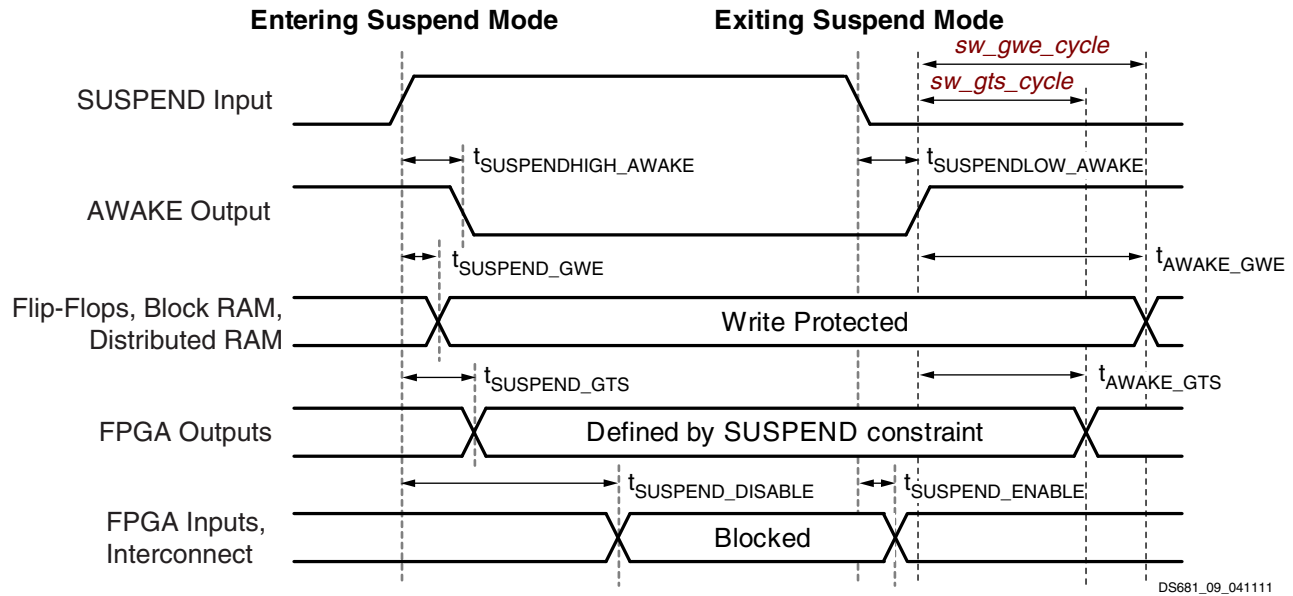 Entering Suspend Mode
Exiting Suspend Mode
sw_gwe_cycle
sw_gts_cycle
SUSPEND Input
tSUSPENDHIGH_AWAKE
tSUSPENDLOW_AWAKE
AWAKE Output
tSUSPEND_GWE
tAWAKE_GWE
Flip-Flops, Block RAM,
Distributed RAM
Write Protected
tSUSPEND_GTS
tAWAKE_GTS
FPGA Outputs
Defined by SUSPEND constraint
tSUSPEND_DISABLE
tSUSPEND_ENABLE
FPGA Inputs,
Interconnect
Blocked
DS681_09_041111